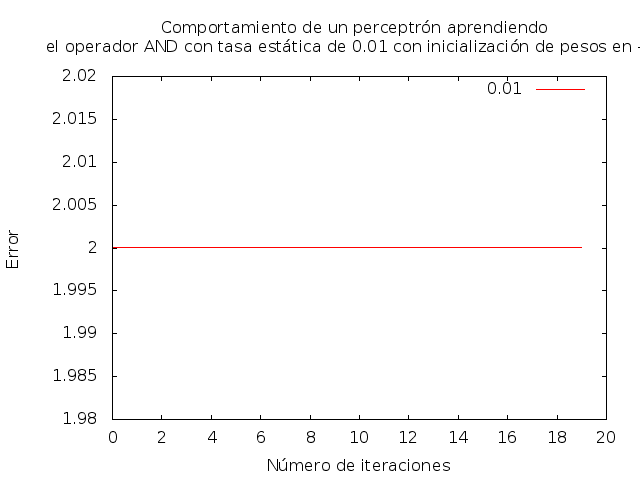 Comportamiento de un perceptrón aprendiendo
el operador AND con tasa estática de 0.01 con inicialización de pesos en -
0.01
2.02
2.015
2.01
2.005
2
1.995
1.99
1.985
1.98
Error
0 2 4 6 8 10 12 14 16 18 20
Número de iteraciones